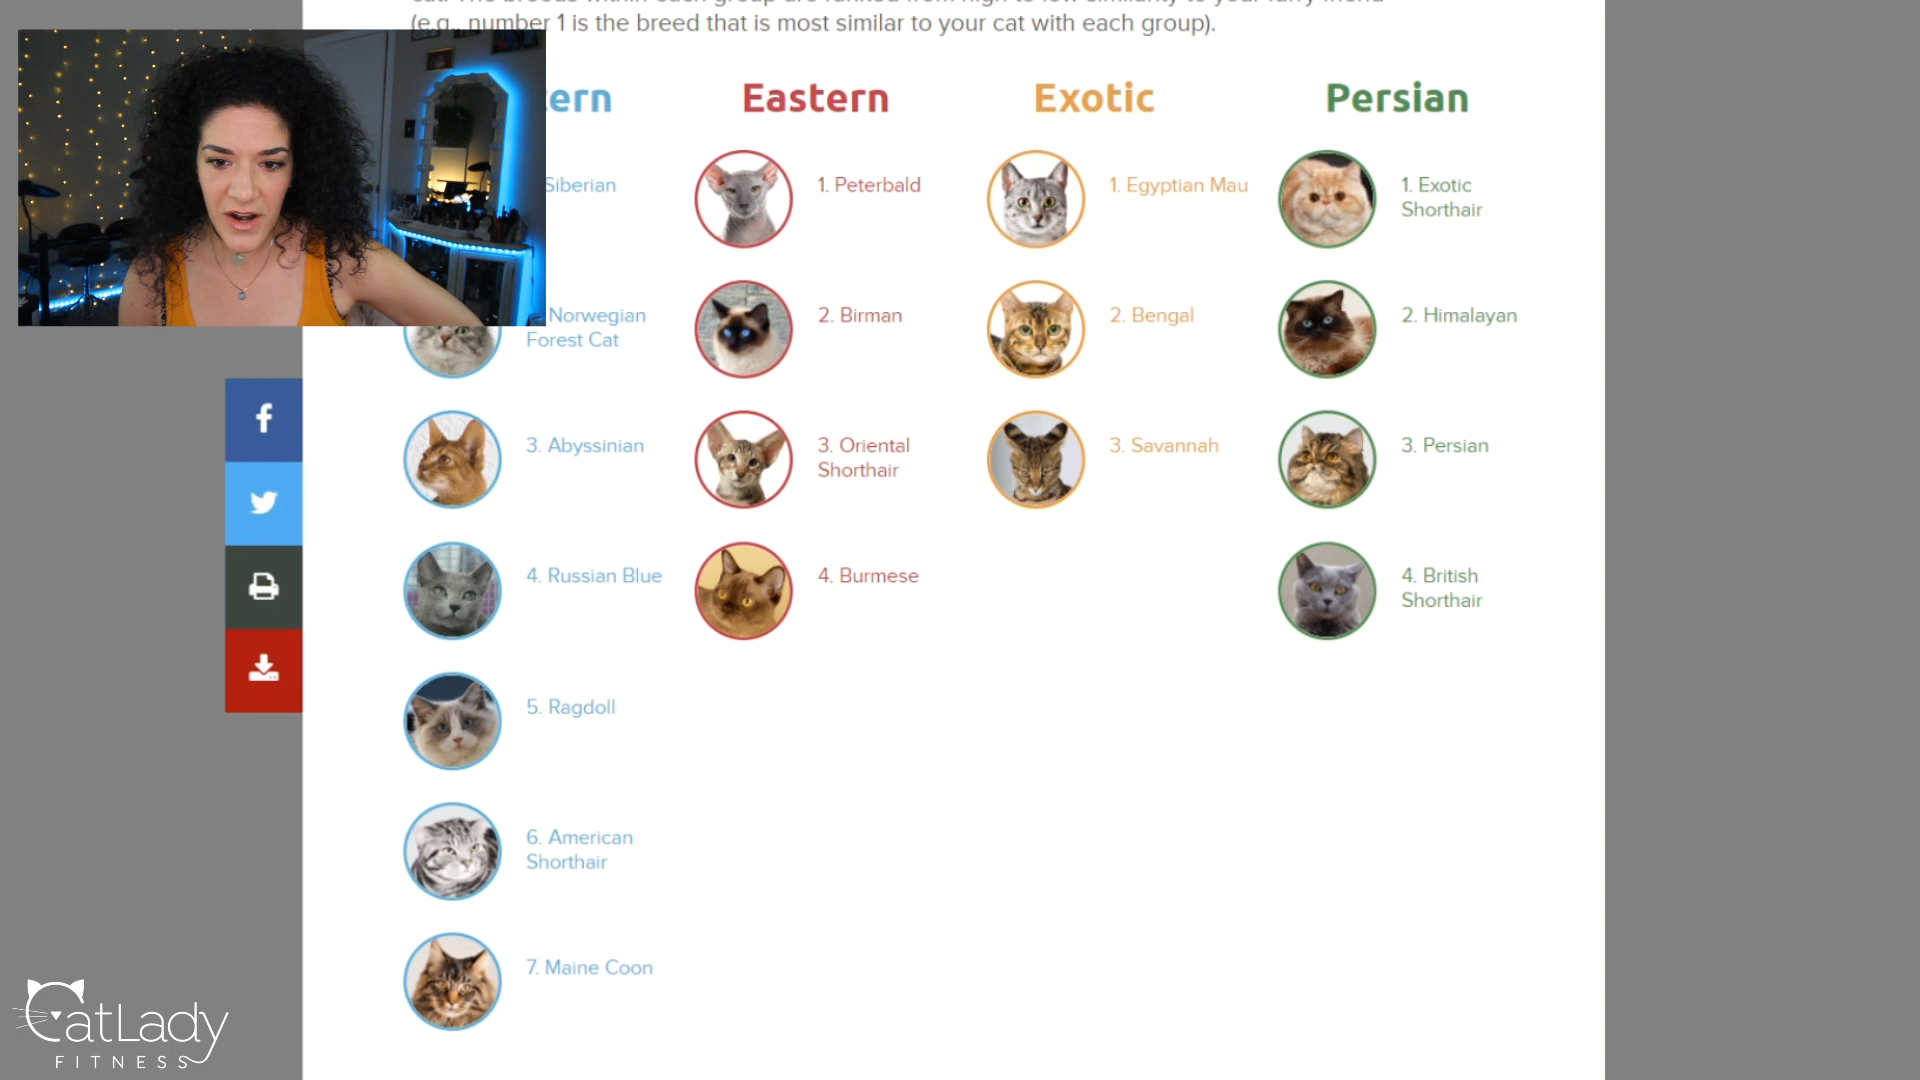 (e.g., number 1 is the breed that is most similar to your cat with each group).
tern
Eastern
Exotic
Persian
Siberian
1. Peterbald
1. Egyptian Mau
1. Exotic
Shorthair
Norwegian
Forest Cat
2. Birman
2. Bengal
2. Himalayan
3. Abyssinian
3. Oriental
Shorthair
3. Savannah
3. Persian
4. Russian Blue
4. Burmese
4. British
Shorthair
5. Ragdoll
6. American
Shorthair
7. Maine Coon
CatLady
FITNESS